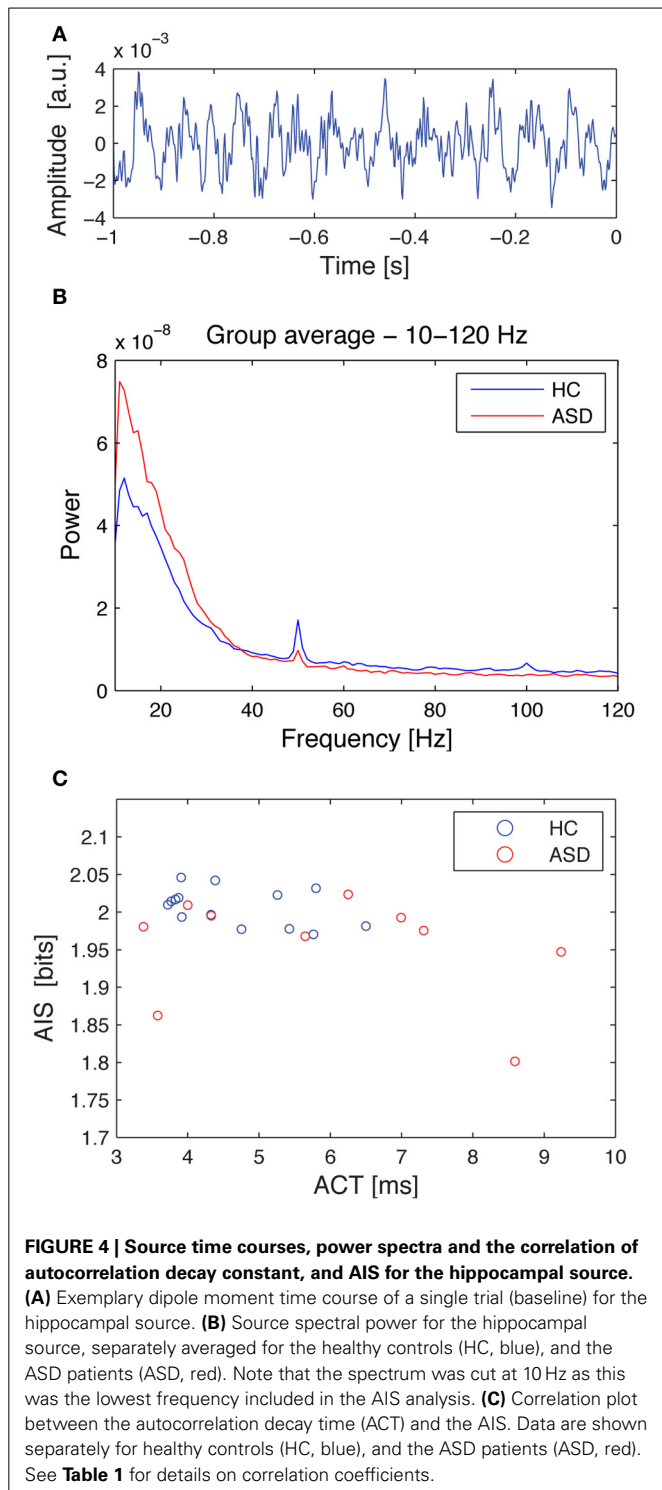 A
x 10⁻³
4
2
0
−2
−4
Amplitude [a.u.]
−1 −0.8 −0.6 −0.4 −0.2 0
Time [s]
B
x 10⁻⁸
Group average − 10−120 Hz
8
6
4
2
0
Power
HC
ASD
20 40 60 80 100 120
Frequency [Hz]
C
2.1
2.05
2
1.95
1.9
1.85
1.8
1.75
1.7
AIS [bits]
HC
ASD
3 4 5 6 7 8 9 10
ACT [ms]
FIGURE 4 | Source time courses, power spectra and the correlation of
autocorrelation decay constant, and AIS for the hippocampal source.
(A) Exemplary dipole moment time course of a single trial (baseline) for the
hippocampal source. (B) Source spectral power for the hippocampal
source, separately averaged for the healthy controls (HC, blue), and the
ASD patients (ASD, red). Note that the spectrum was cut at 10 Hz as this
was the lowest frequency included in the AIS analysis. (C) Correlation plot
between the autocorrelation decay time (ACT) and the AIS. Data are shown
separately for healthy controls (HC, blue), and the ASD patients (ASD, red).
See Table 1 for details on correlation coefficients.